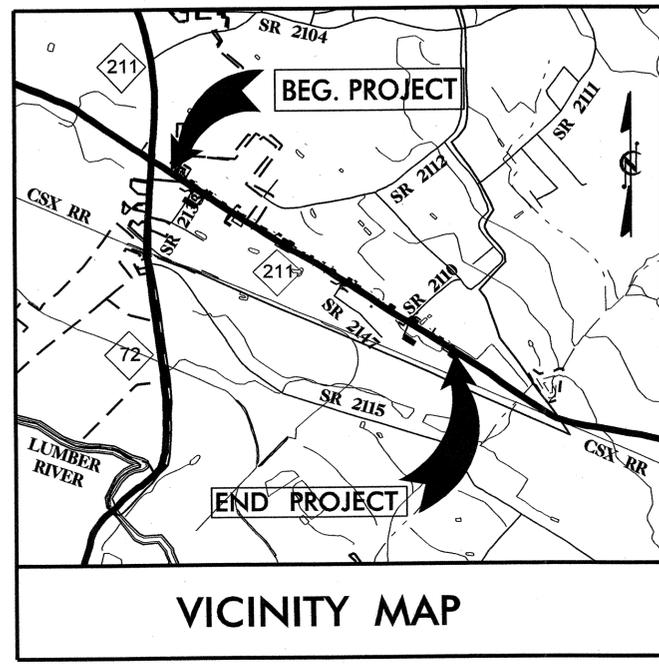 SR 2104
211
BEG. PROJECT
SR 2111
SR 2112
CSX RR
211
SR 2110
SR 2147
72
SR 2115
LUMBER
RIVER
CSX RR
END PROJECT
VICINITY MAP